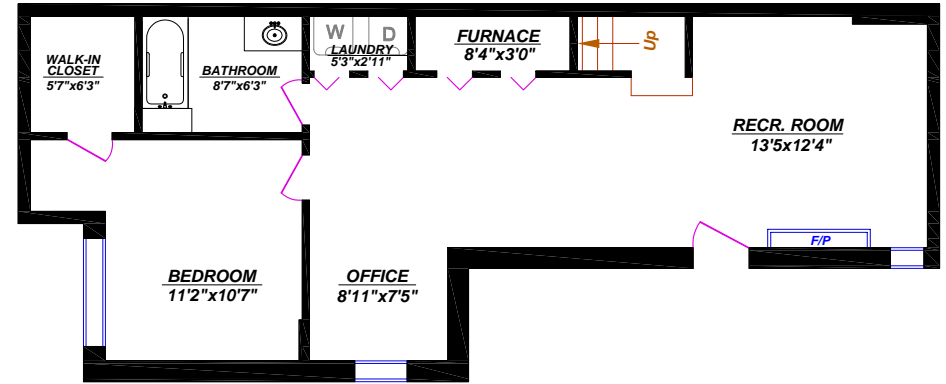 WALK-IN
CLOSET
5'7"x6'3"
BATHROOM
8'7"x6'3"
W D
LAUNDRY
5'3"x2'11"
FURNACE
8'4"x3'0"
Up
RECR. ROOM
13'5x12'4"
F/P
BEDROOM
11'2"x10'7"
OFFICE
8'11"x7'5"